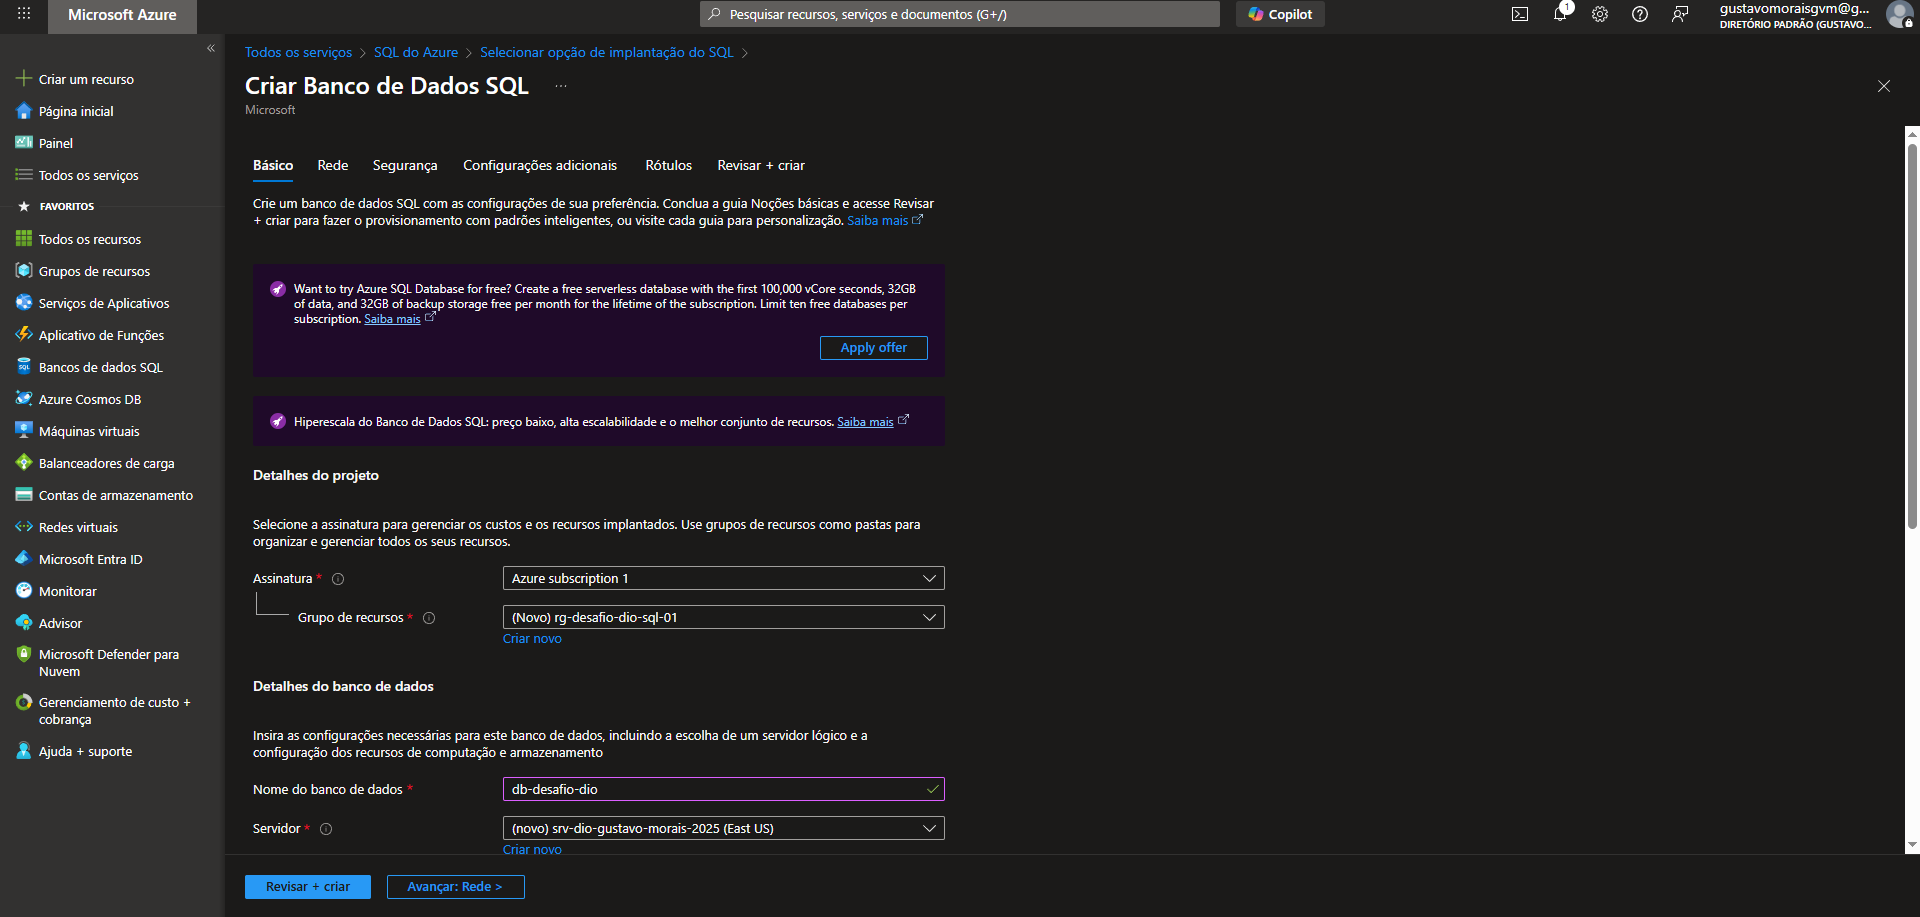 Microsoft Azure
Pesquisar recursos, serviços e documentos (G+/)
Copilot
1
gustavomoraisgvm@g...
DIRETÓRIO PADRÃO (GUSTAVO...
«
Criar um recurso
Página inicial
Painel
Todos os serviços
FAVORITOS
Todos os recursos
Grupos de recursos
Serviços de Aplicativos
Aplicativo de Funções
Bancos de dados SQL
Azure Cosmos DB
Máquinas virtuais
Balanceadores de carga
Contas de armazenamento
Redes virtuais
Microsoft Entra ID
Monitorar
Advisor
Microsoft Defender para
Nuvem
Gerenciamento de custo +
cobrança
Ajuda + suporte
Todos os serviços > SQL do Azure > Selecionar opção de implantação do SQL >
Criar Banco de Dados SQL ...
Microsoft
Básico Rede Segurança Configurações adicionais Rótulos Revisar + criar
Crie um banco de dados SQL com as configurações de sua preferência. Conclua a guia Noções básicas e acesse Revisar
+ criar para fazer o provisionamento com padrões inteligentes, ou visite cada guia para personalização. Saiba mais
Want to try Azure SQL Database for free? Create a free serverless database with the first 100,000 vCore seconds, 32GB
of data, and 32GB of backup storage free per month for the lifetime of the subscription. Limit ten free databases per
subscription. Saiba mais
Apply offer
Hiperescala do Banco de Dados SQL: preço baixo, alta escalabilidade e o melhor conjunto de recursos. Saiba mais
Detalhes do projeto
Selecione a assinatura para gerenciar os custos e os recursos implantados. Use grupos de recursos como pastas para
organizar e gerenciar todos os seus recursos.
Assinatura * Azure subscription 1
Grupo de recursos * (Novo) rg-desafio-dio-sql-01
Criar novo
Detalhes do banco de dados
Insira as configurações necessárias para este banco de dados, incluindo a escolha de um servidor lógico e a
configuração dos recursos de computação e armazenamento
Nome do banco de dados * db-desafio-dio
Servidor * (novo) srv-dio-gustavo-morais-2025 (East US)
Criar novo
Revisar + criar
Avançar: Rede >